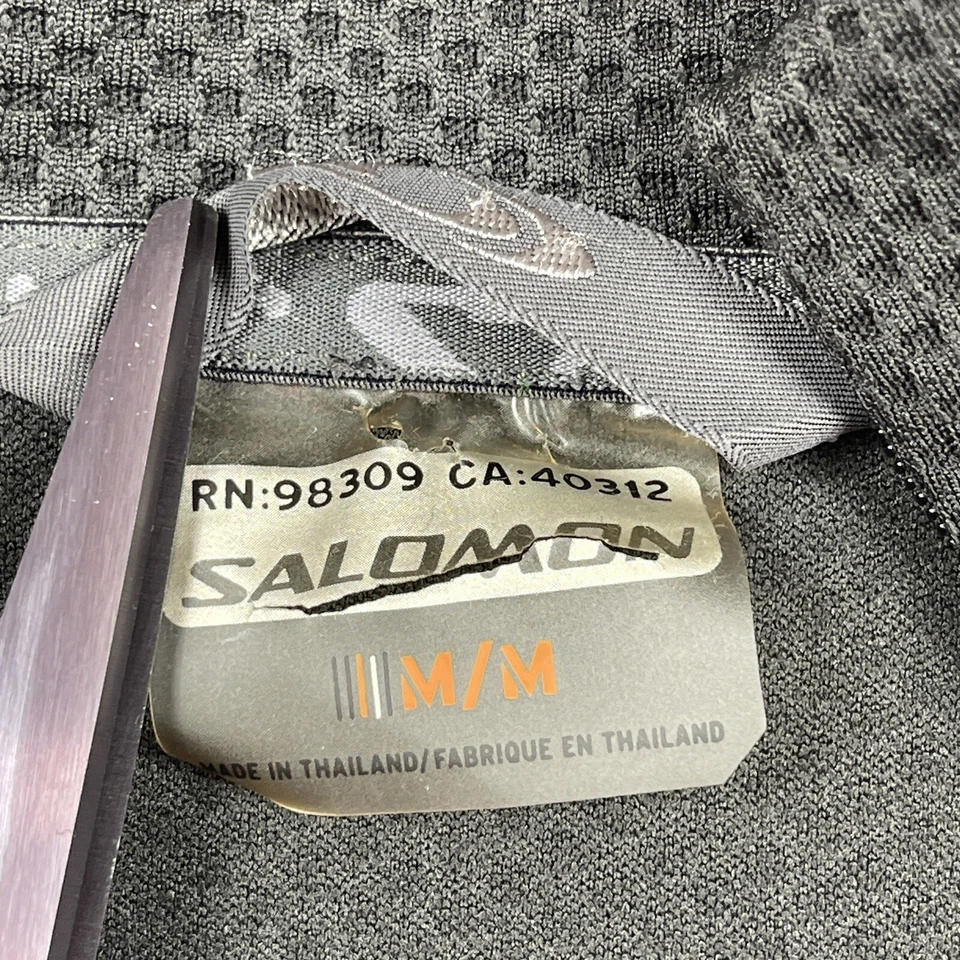 RN:98309 CA:40312
SALOMON
M/M
MADE IN THAILAND/FABRIQUE EN THAILAND